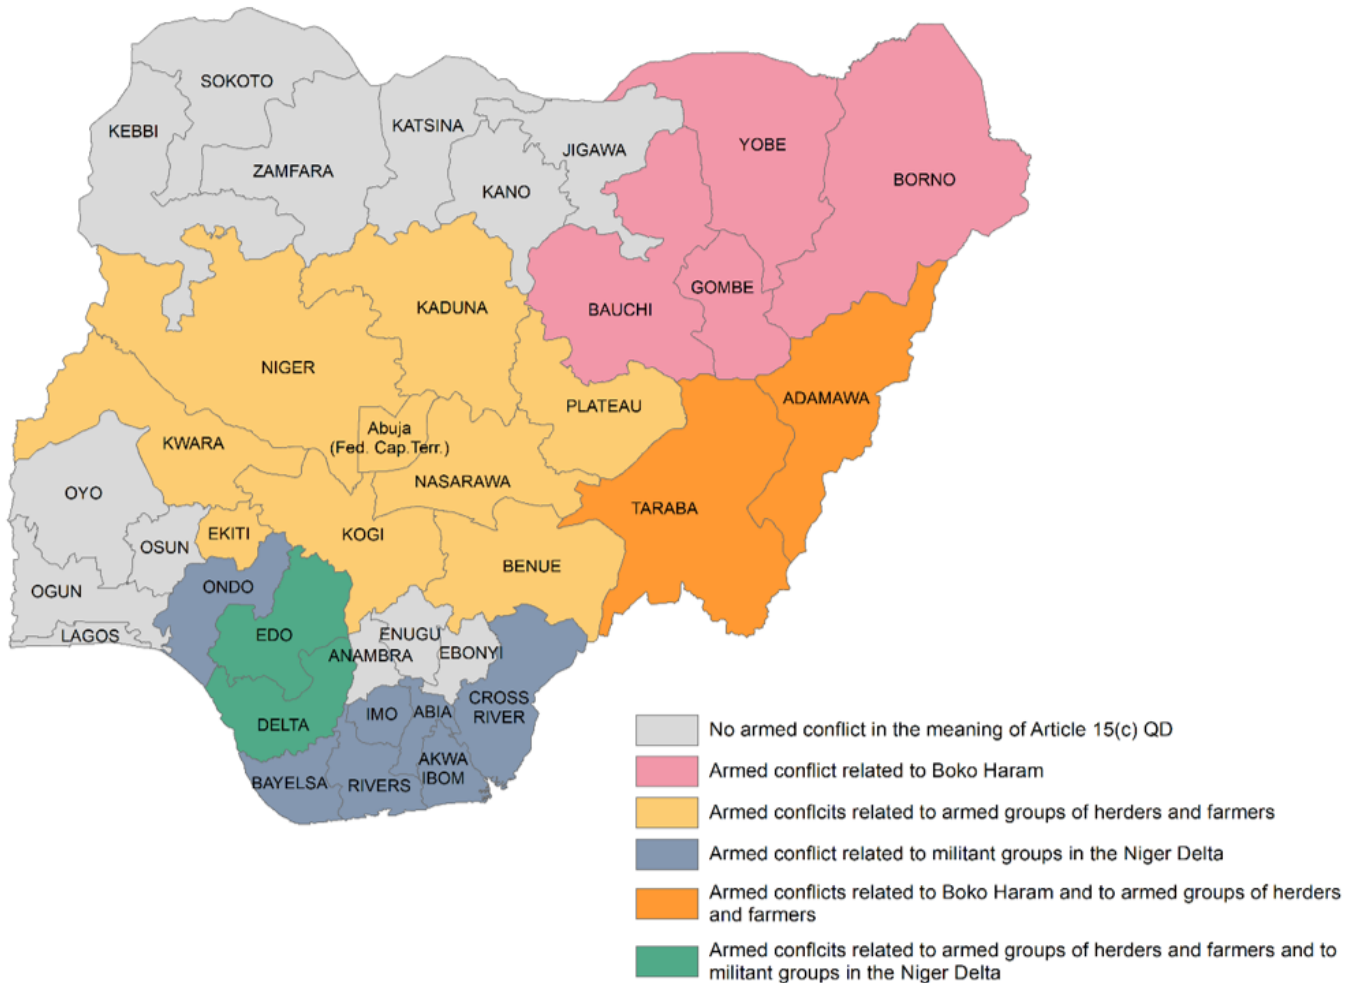 SOKOTO
KEBBI
KATSINA
ZAMFARA
JIGAWA
KANO
YOBE
BORNO
KADUNA
BAUCHI
GOMBE
NIGER
PLATEAU
ADAMAWA
Abuja
(Fed. Cap.Terr.)
KWARA
NASARAWA
OYO
TARABA
OSUN
EKITI
KOGI
BENUE
OGUN
ONDO
LAGOS
EDO
ENUGU
ANAMBRA
EBONYI
CROSS
RIVER
IMO
ABIA
DELTA
AKWA
IBOM
BAYELSA
RIVERS
No armed conflict in the meaning of Article 15(c) QD
Armed conflict related to Boko Haram
Armed conflcits related to armed groups of herders and farmers
Armed conflict related to militant groups in the Niger Delta
Armed conflicts related to Boko Haram and to armed groups of herders
and farmers
Armed conflcits related to armed groups of herders and farmers and to
militant groups in the Niger Delta